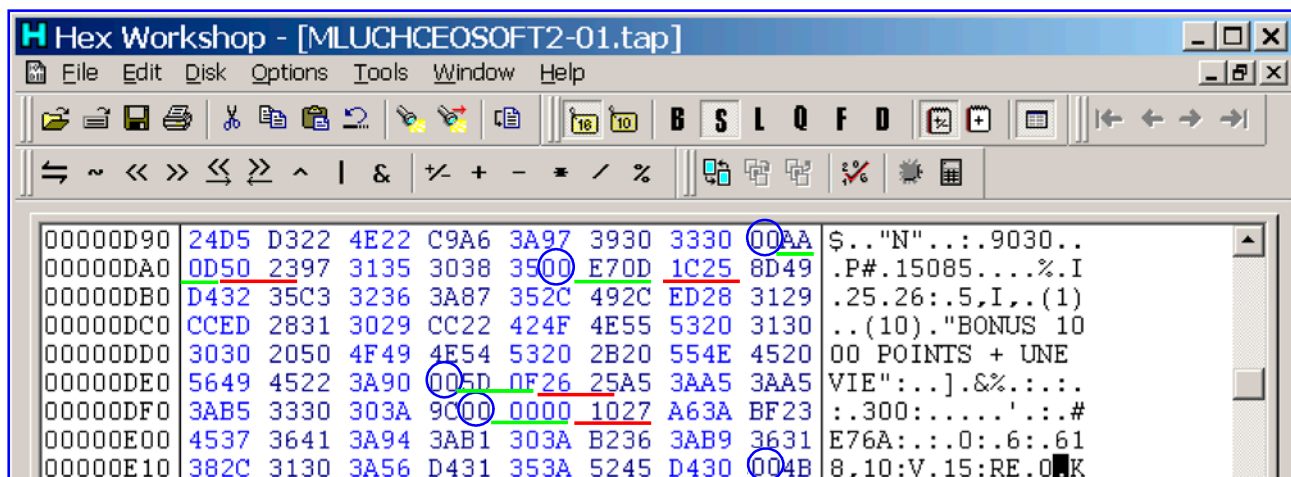 Hex Workshop - [MLUCHCEOSOFT2-01.tap]
File Edit Disk Options Tools Window Help
16 10 B S L Q F D
& +/- + - * / %
00000D90 24D5 D322 4E22 C9A6 3A97 3930 3330 00AA $.."N"..:.9030..
00000DA0 0D50 2397 3135 3038 3500 E70D 1C25 8D49 .P#.15085....%.I
00000DB0 D432 35C3 3236 3A87 352C 492C ED28 3129 .25.26:.5,I,.(1)
00000DC0 CCED 2831 3029 CC22 424F 4E55 5320 3130 ..(10)."BONUS 10
00000DD0 3030 2050 4F49 4E54 5320 2B20 554E 4520 00 POINTS + UNE
00000DE0 5649 4522 3A90 005D 0F26 25A5 3AA5 3AA5 VIE":..].&%.:.:.
00000DF0 3AB5 3330 303A 9C00 0000 1027 A63A BF23 :.300:.....'.:.#
00000E00 4537 3641 3A94 3AB1 303A B236 3AB9 3631 E76A:.:.0:.6:.61
00000E10 382C 3130 3A56 D431 353A 5245 D430 004B 8,10:V.15:RE.0.K